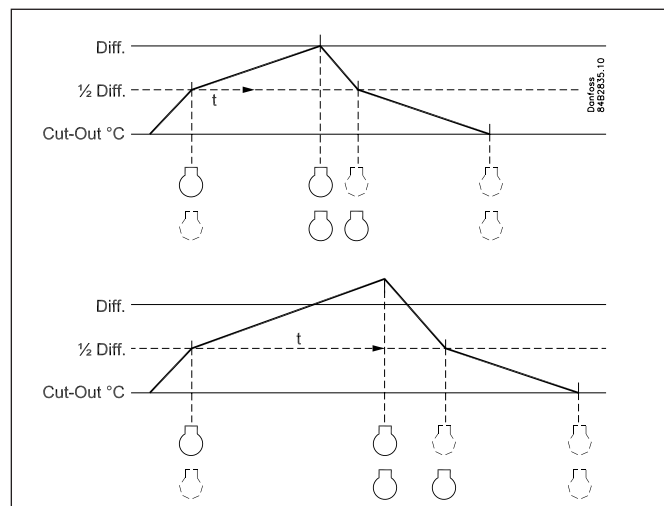 Diff.
½ Diff.
t
Cut-Out °C
Danfoss
84B2835.10
Diff.
½ Diff.
t
Cut-Out °C